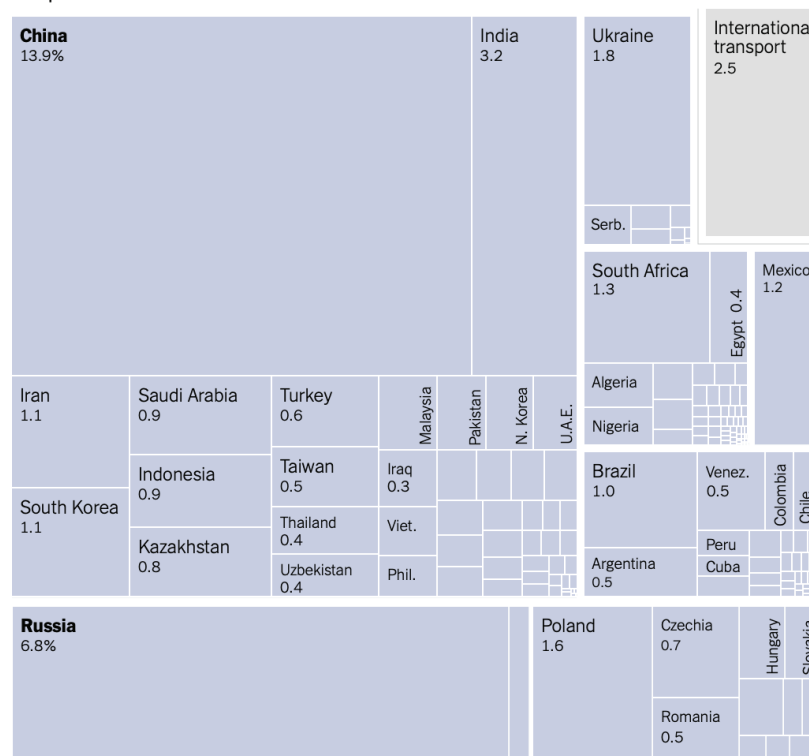 China
13.9%
India
3.2
Ukraine
1.8
Internationa
transport
2.5
Serb.
South Africa
1.3
Egypt 0.4
Mexico
1.2
Algeria
Nigeria
Iran
1.1
Saudi Arabia
0.9
Turkey
0.6
Malaysia
Pakistan
N. Korea
U.A.E.
South Korea
1.1
Indonesia
0.9
Kazakhstan
0.8
Taiwan
0.5
Thailand
0.4
Uzbekistan
0.4
Iraq
0.3
Viet.
Phil.
Brazil
1.0
Venez.
0.5
Colombia
Chile
Argentina
0.5
Peru
Cuba
Russia
6.8%
Poland
1.6
Czechia
0.7
Hungary
Slovakia
Romania
0.5